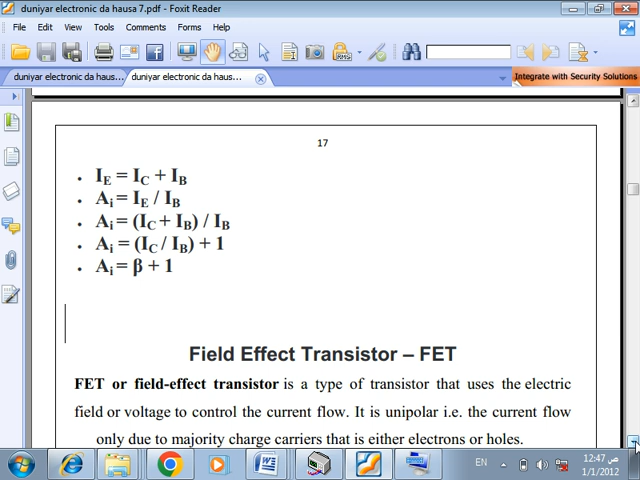 duniyar electronic da hausa 7.pdf - Foxit Reader
File Edit View Tools Comments Forms Help
duniyar electronic da haus... duniyar electronic da haus... Integrate with Security Solutions
17
• I_E = I_C + I_B
• A_i = I_E / I_B
• A_i = (I_C + I_B) / I_B
• A_i = (I_C / I_B) + 1
• A_i = β + 1
Field Effect Transistor – FET
FET or field-effect transistor is a type of transistor that uses the electric
field or voltage to control the current flow. It is unipolar i.e. the current flow
only due to majority charge carriers that is either electrons or holes.
EN 12:47 ص
1/1/2012